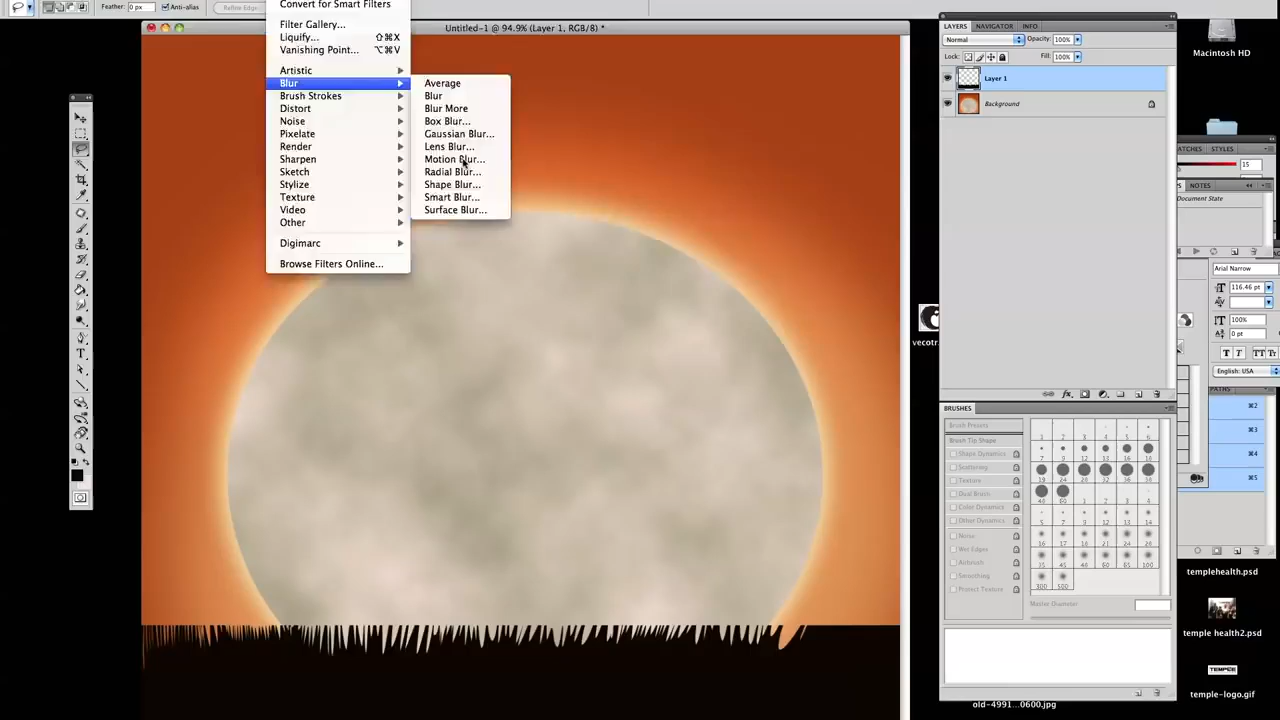 Feather: 0 px
Anti-alias
Refine Edge...
Convert for Smart Filters
Filter Gallery...
Liquify... ⇧⌘X
Vanishing Point... ⌥⌘V
Artistic
Blur
Brush Strokes
Distort
Noise
Pixelate
Render
Sharpen
Sketch
Stylize
Texture
Video
Other
Digimarc
Browse Filters Online...
Average
Blur
Blur More
Box Blur...
Gaussian Blur...
Lens Blur...
Motion Blur...
Radial Blur...
Shape Blur...
Smart Blur...
Surface Blur...
Untitled-1 @ 94.9% (Layer 1, RGB/8) *
LAYERS NAVIGATOR INFO
Normal Opacity: 100%
Lock: Fill: 100%
Layer 1
Background
BRUSHES
Brush Presets
Brush Tip Shape
Shape Dynamics
Scattering
Texture
Dual Brush
Color Dynamics
Other Dynamics
Noise
Wet Edges
Airbrush
Smoothing
Protect Texture
Master Diameter
Macintosh HD
STYLES
15
NOTES
Document State
Arial Narrow
116.46 pt
100%
0 pt
English: USA
⌘2
⌘3
⌘4
⌘5
templehealth.psd
temple health2.psd
TEMPLE
temple-logo.gif
old-4991...0600.jpg